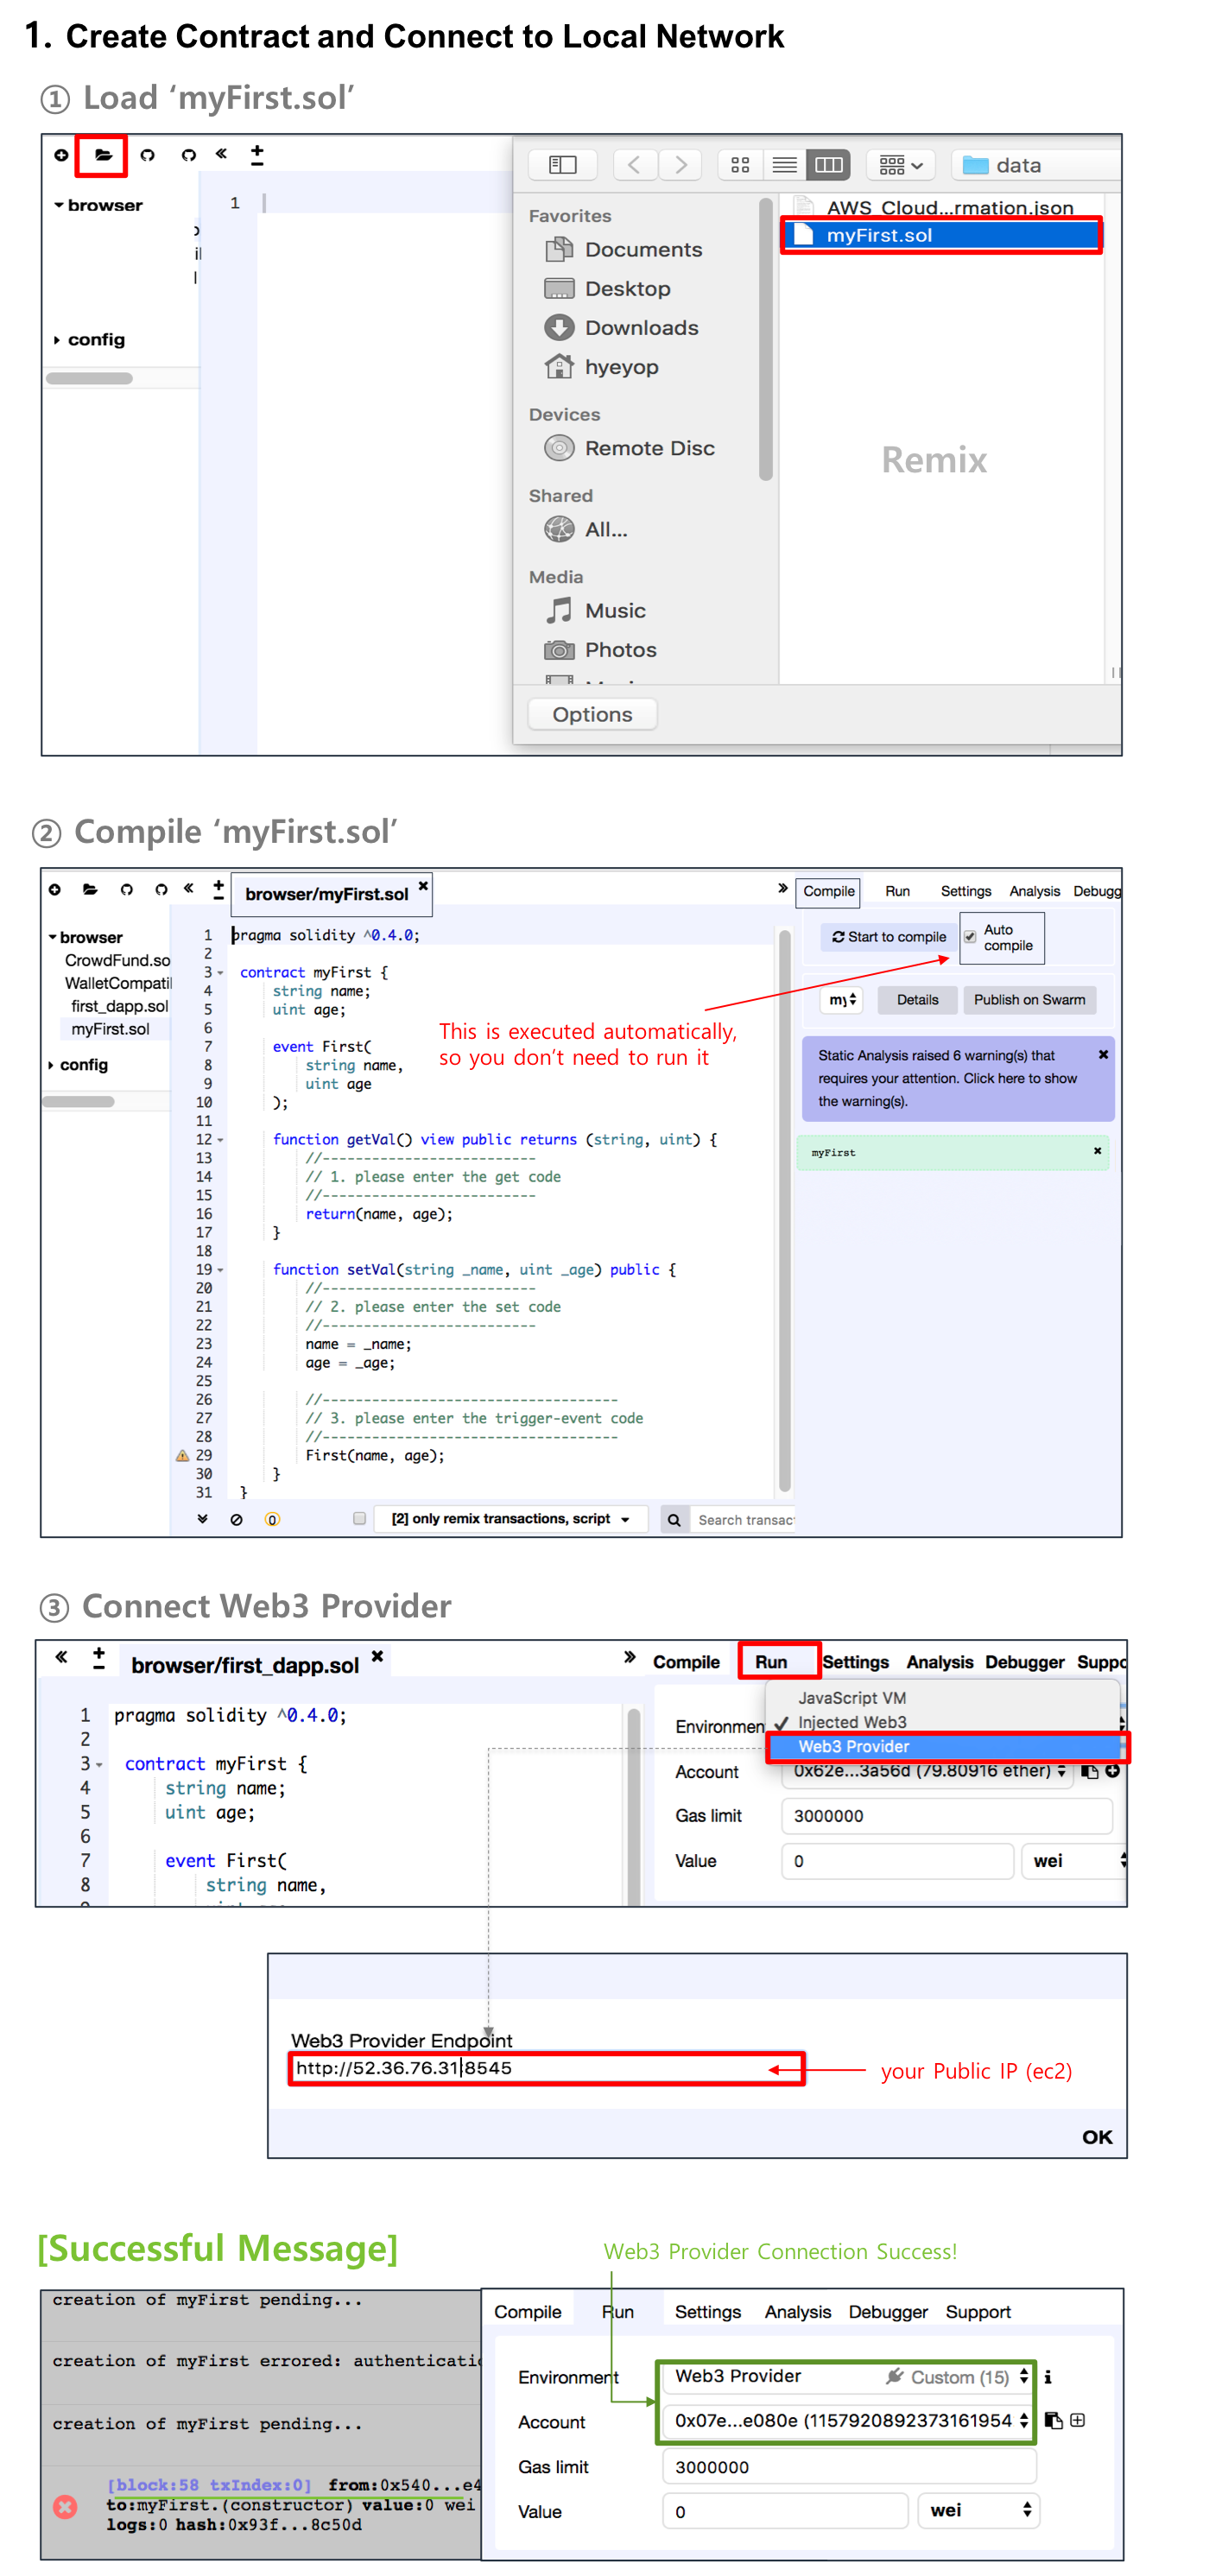 1. Create Contract and Connect to Local Network
① Load ‘myFirst.sol’
browser
config
1
data
Favorites
Documents
Desktop
Downloads
hyeyop
Devices
Remote Disc
Shared
All...
Media
Music
Photos
Options
AWS_Cloud...rmation.json
myFirst.sol
Remix
② Compile ‘myFirst.sol’
browser/myFirst.sol
Compile Run Settings Analysis Debugg
browser
CrowdFund.so
WalletCompatil
first_dapp.sol
myFirst.sol
config
1 pragma solidity ^0.4.0;
2
3 contract myFirst {
4 string name;
5 uint age;
6
7 event First(
8 string name,
9 uint age
10 );
11
12 function getVal() view public returns (string, uint) {
13 //--------------------------
14 // 1. please enter the get code
15 //--------------------------
16 return(name, age);
17 }
18
19 function setVal(string _name, uint _age) public {
20 //--------------------------
21 // 2. please enter the set code
22 //--------------------------
23 name = _name;
24 age = _age;
25
26 //------------------------------------
27 // 3. please enter the trigger-event code
28 //------------------------------------
29 First(name, age);
30 }
31 }
This is executed automatically,
so you don’t need to run it
Start to compile
Auto
compile
Details
Publish on Swarm
Static Analysis raised 6 warning(s) that
requires your attention. Click here to show
the warning(s).
myFirst
0
[2] only remix transactions, script
Search transac
③ Connect Web3 Provider
browser/first_dapp.sol
Compile Run Settings Analysis Debugger Suppo
1 pragma solidity ^0.4.0;
2
3 contract myFirst {
4 string name;
5 uint age;
6
7 event First(
8 string name,
Environmen
JavaScript VM
Injected Web3
Web3 Provider
Account 0x62e...3a56d (79.80916 ether)
Gas limit 3000000
Value 0 wei
Web3 Provider Endpoint
http://52.36.76.31:8545
your Public IP (ec2)
OK
[Successful Message]
Web3 Provider Connection Success!
creation of myFirst pending...
creation of myFirst errored: authenticatio
creation of myFirst pending...
[block:58 txIndex:0] from:0x540...e4
to:myFirst.(constructor) value:0 wei
logs:0 hash:0x93f...8c50d
Compile Run Settings Analysis Debugger Support
Environment Web3 Provider Custom (15)
Account 0x07e...e080e (1157920892373161954
Gas limit 3000000
Value 0 wei